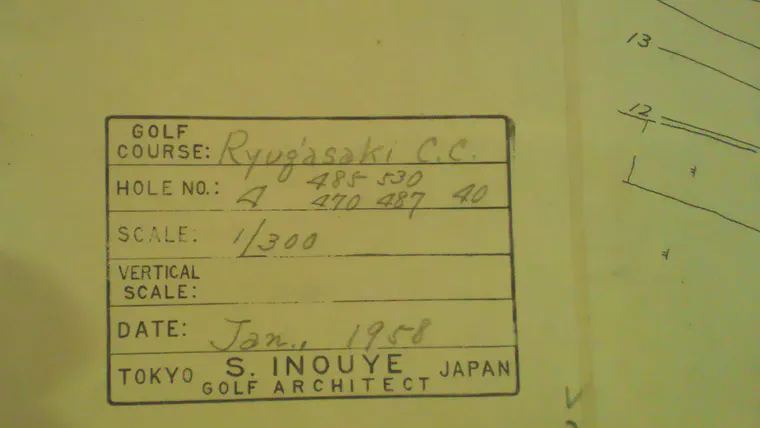 GOLF COURSE: Ryugasaki C.C.
HOLE NO.: 4 485 530
470 487 40
SCALE: 1/300
VERTICAL SCALE:
DATE: Jan., 1958
TOKYO S. INOUYE JAPAN
GOLF ARCHITECT
13
12